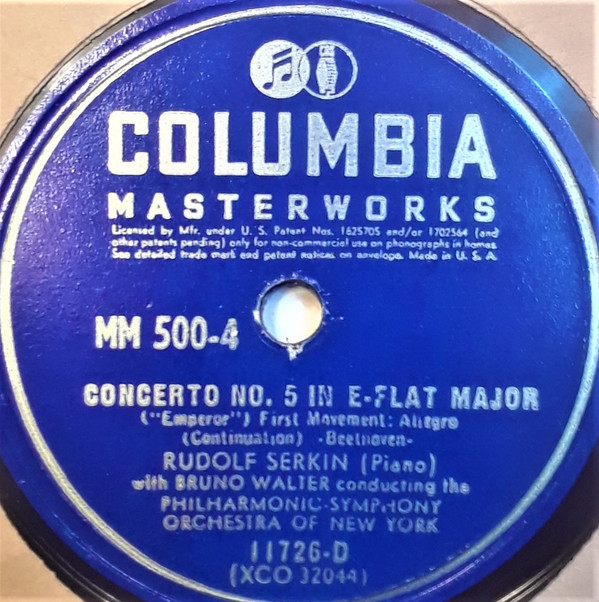 COLUMBIA
MASTERWORKS
Licensed by Mfr. under U. S. Patent Nos. 1625705 and/or 1702564 (and
other patents pending) only for non-commercial use on phonographs in homes.
See detailed trade mark and patent notices on envelope. Made in U. S. A.
MM 500-4
CONCERTO NO. 5 IN E-FLAT MAJOR
("Emperor") First Movement: Allegro
(Continuation) -Beethoven-
RUDOLF SERKIN (Piano)
with BRUNO WALTER conducting the
PHILHARMONIC-SYMPHONY
ORCHESTRA OF NEW YORK
11726-D
(XCO 32044)